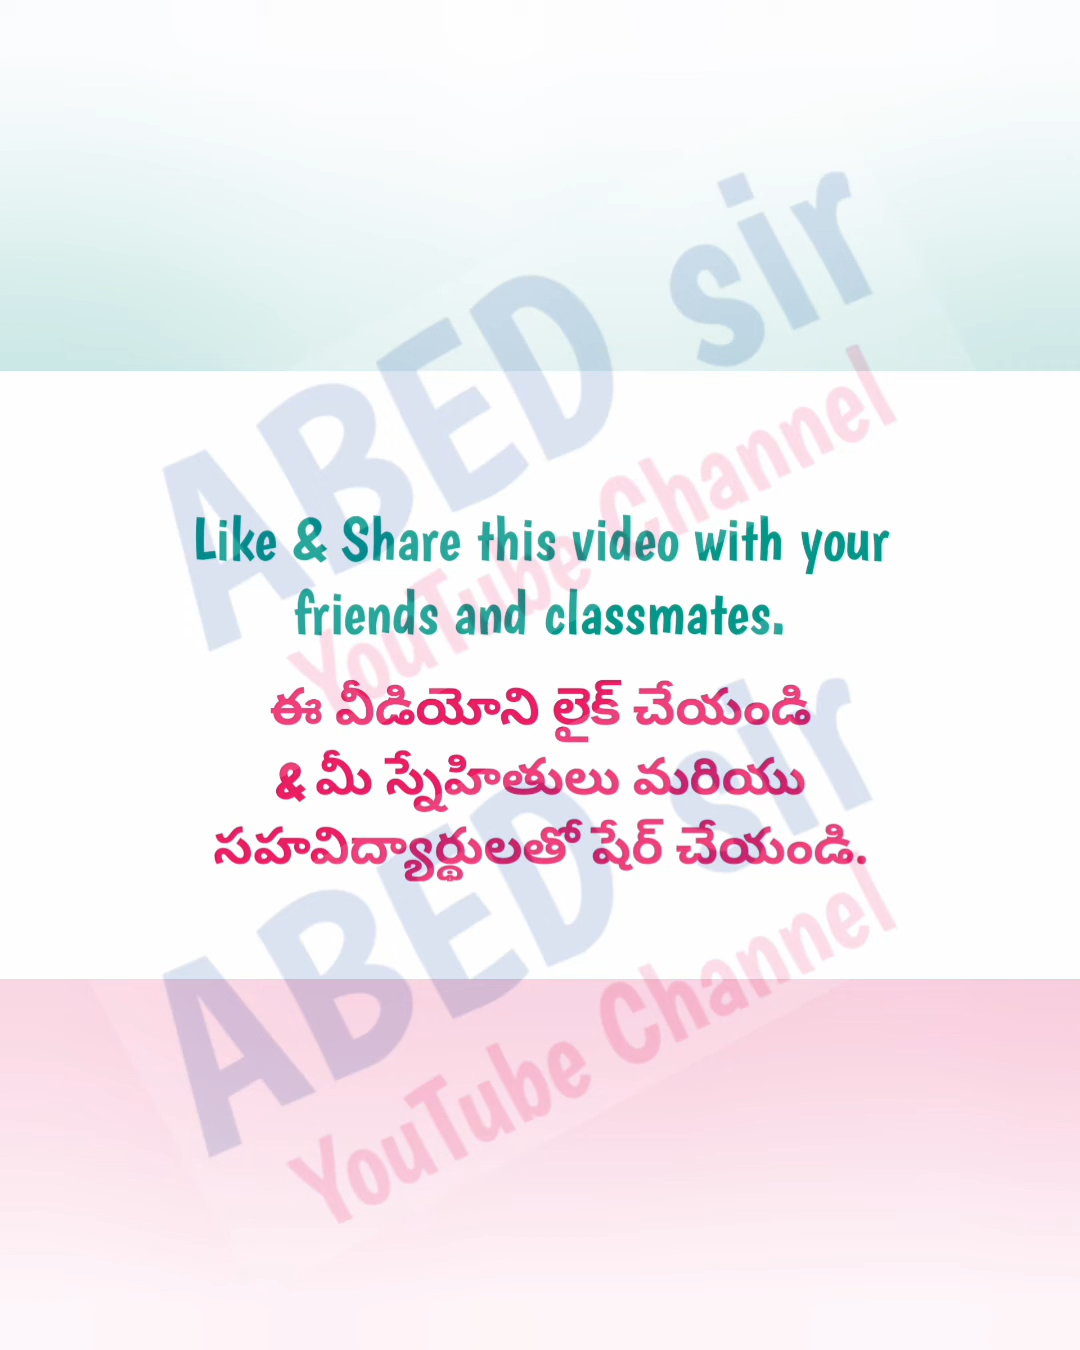 ABED sir
YouTube Channel
Like & Share this video with your
friends and classmates.
ఈ వీడియోని లైక్ చేయండి
& మీ స్నేహితులు మరియు
సహవిద్యార్థులతో షేర్ చేయండి.
ABED sir
YouTube Channel